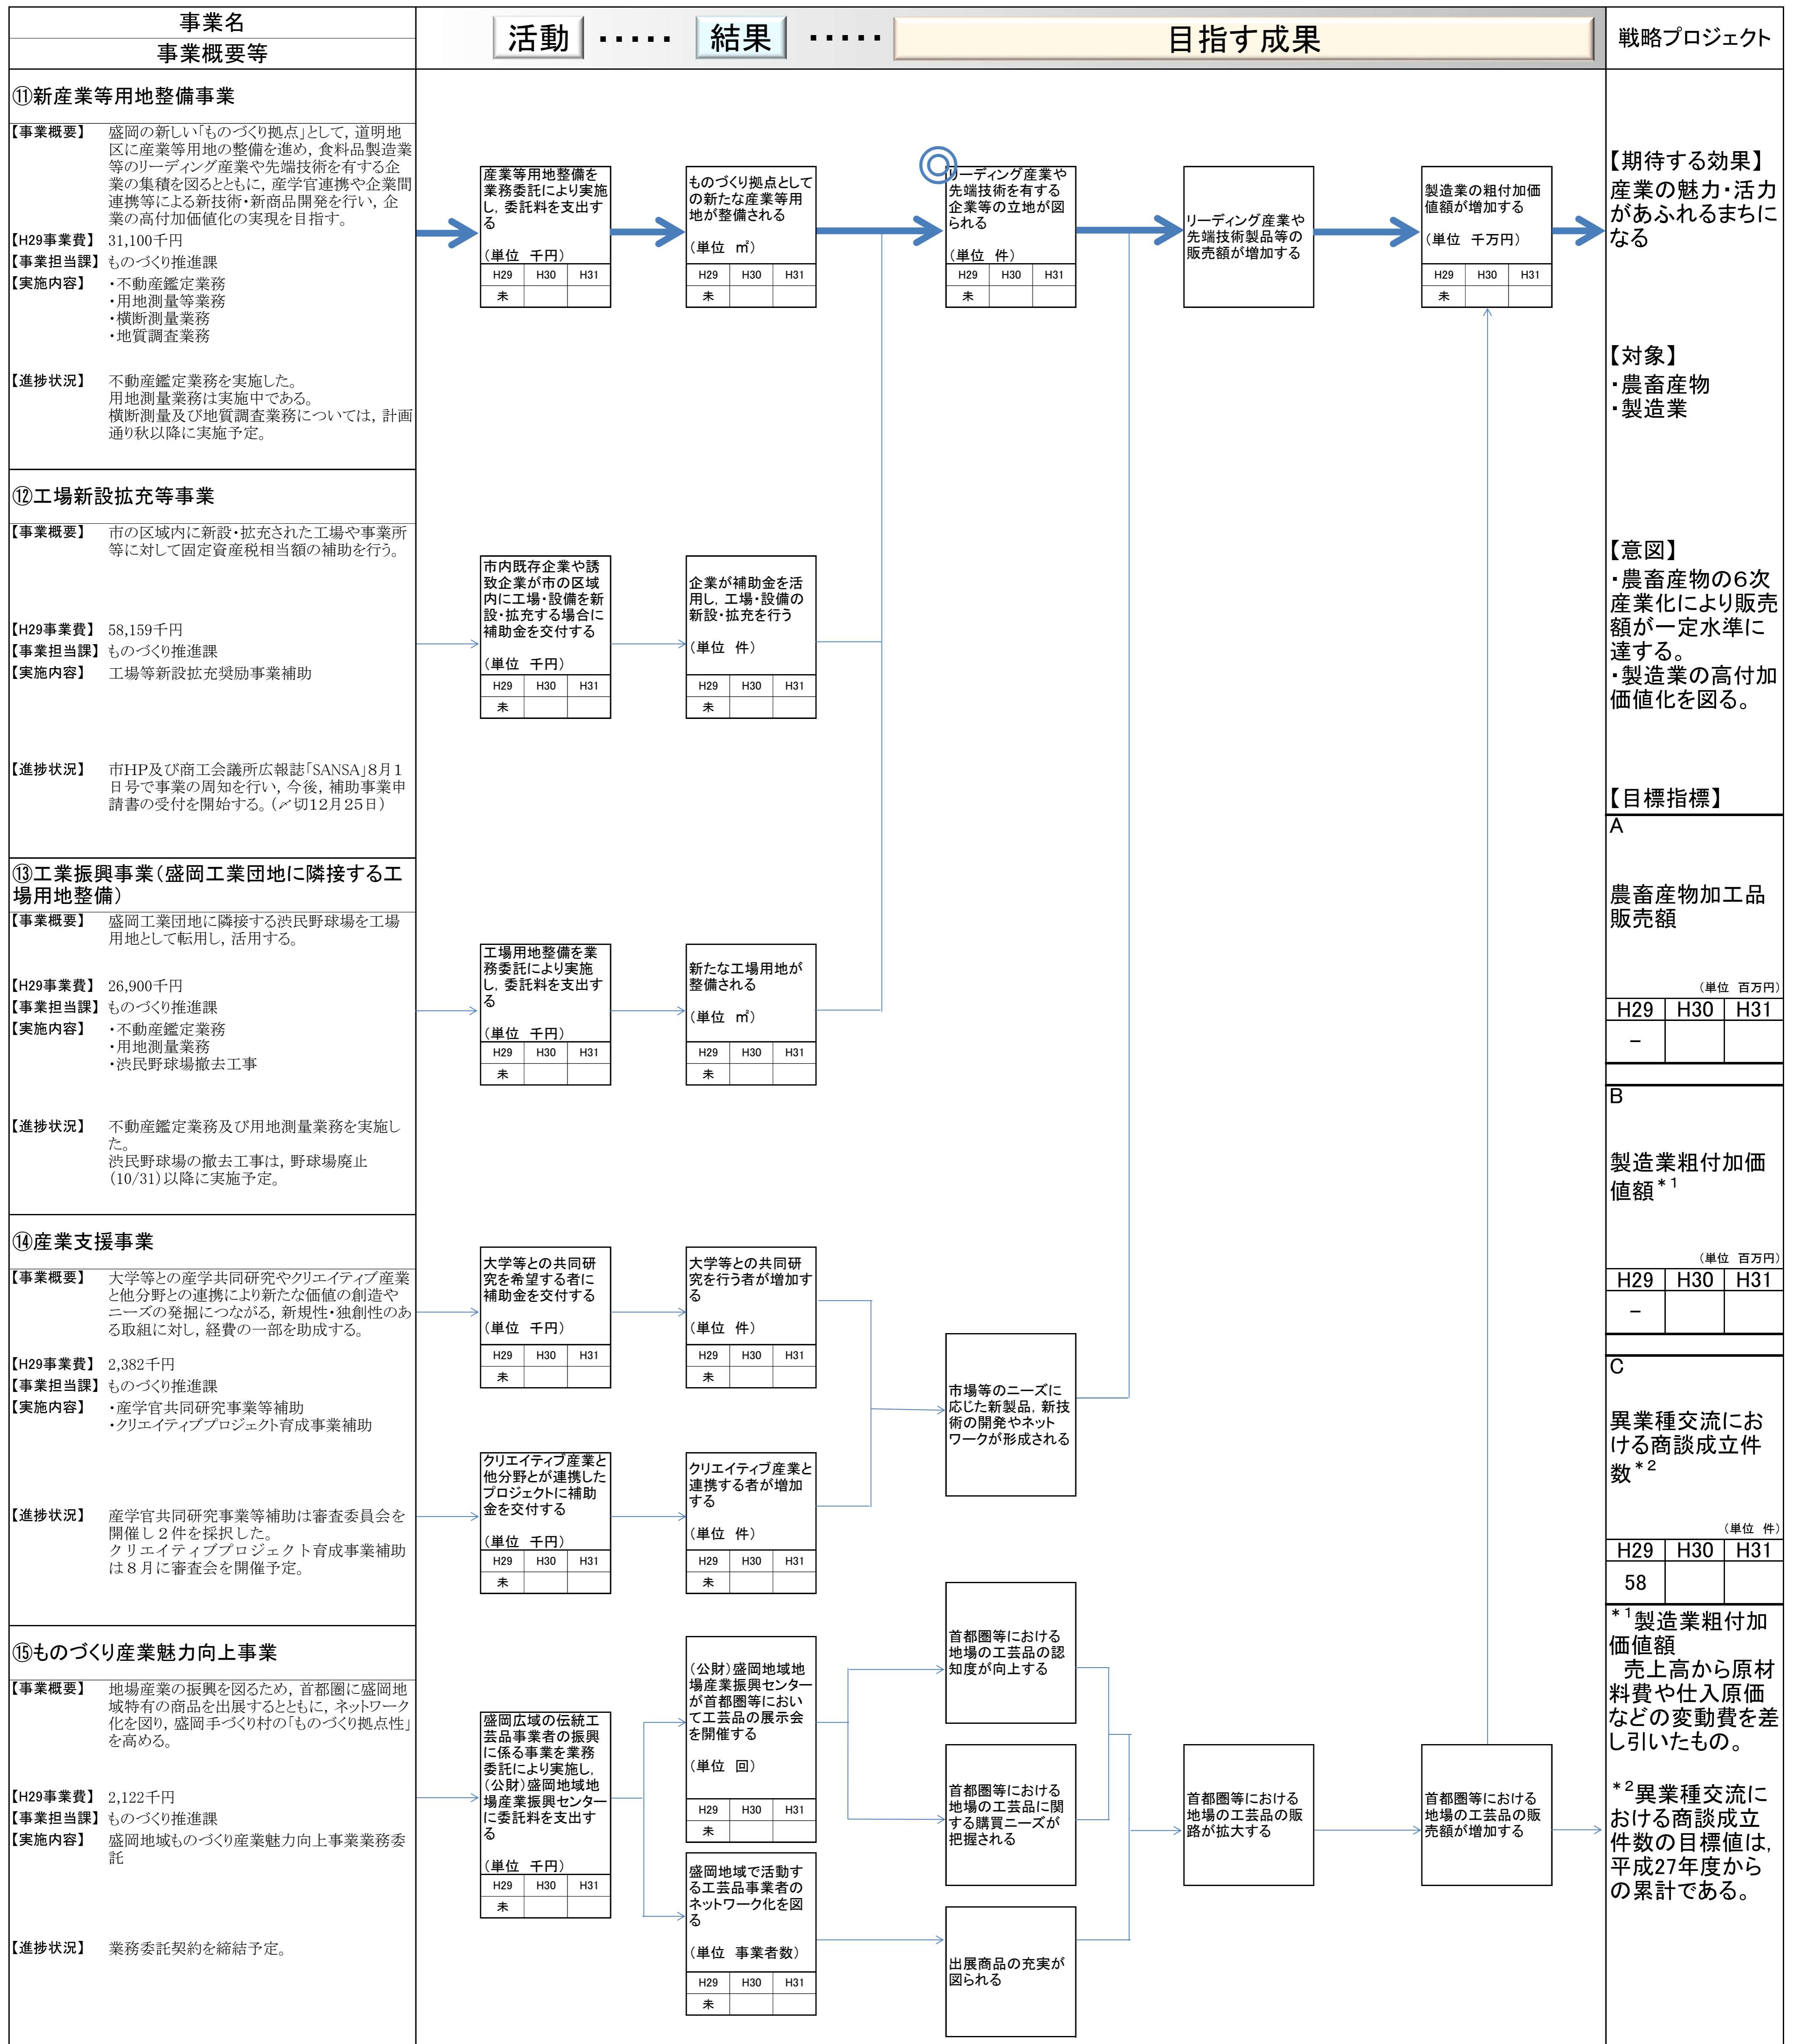 事業名
事業概要等
活動 ・・・・・ 結果 ・・・・・ 目指す成果
戦略プロジェクト
⑪新産業等用地整備事業
【事業概要】 盛岡の新しい「ものづくり拠点」として，道明地
区に産業等用地の整備を進め，食料品製造業
等のリーディング産業や先端技術を有する企
業の集積を図るとともに，産学官連携や企業間
連携等による新技術・新商品開発を行い，企
業の高付加価値化の実現を目指す。
【H29事業費】 31,100千円
【事業担当課】 ものづくり推進課
【実施内容】 ・不動産鑑定業務
・用地測量等業務
・横断測量業務
・地質調査業務
【進捗状況】 不動産鑑定業務を実施した。
用地測量業務は実施中である。
横断測量及び地質調査業務については，計画
通り秋以降に実施予定。
産業等用地整備を
業務委託により実施
し，委託料を支出す
る
（単位 千円）
H29 H30 H31
未
ものづくり拠点として
の新たな産業等用
地が整備される
（単位 ㎡）
H29 H30 H31
未
◎
リーディング産業や
先端技術を有する
企業等の立地が図
られる
（単位 件）
H29 H30 H31
未
リーディング産業や
先端技術製品等の
販売額が増加する
製造業の粗付加価
値額が増加する
（単位 千万円）
H29 H30 H31
未
⑫工場新設拡充等事業
【事業概要】 市の区域内に新設・拡充された工場や事業所
等に対して固定資産税相当額の補助を行う。
【H29事業費】 58,159千円
【事業担当課】 ものづくり推進課
【実施内容】 工場等新設拡充奨励事業補助
【進捗状況】 市HP及び商工会議所広報誌「SANSA」８月１
日号で事業の周知を行い，今後，補助事業申
請書の受付を開始する。（〆切１２月２５日）
市内既存企業や誘
致企業が市の区域
内に工場・設備を新
設・拡充する場合に
補助金を交付する
（単位 千円）
H29 H30 H31
未
企業が補助金を活
用し，工場・設備の
新設・拡充を行う
（単位 件）
H29 H30 H31
未
⑬工業振興事業（盛岡工業団地に隣接する工
場用地整備）
【事業概要】 盛岡工業団地に隣接する渋民野球場を工場
用地として転用し，活用する。
【H29事業費】 26,900千円
【事業担当課】 ものづくり推進課
【実施内容】 ・不動産鑑定業務
・用地測量業務
・渋民野球場撤去工事
【進捗状況】 不動産鑑定業務及び用地測量業務を実施し
た。
渋民野球場の撤去工事は，野球場廃止
（10/31）以降に実施予定。
工場用地整備を業
務委託により実施
し，委託料を支出す
る
（単位 千円）
H29 H30 H31
未
新たな工場用地が
整備される
（単位 ㎡）
H29 H30 H31
未
⑭産業支援事業
【事業概要】 大学等との産学共同研究やクリエイティブ産業
と他分野との連携により新たな価値の創造や
ニーズの発掘につながる，新規性・独創性のあ
る取組に対し，経費の一部を助成する。
【H29事業費】 2,382千円
【事業担当課】 ものづくり推進課
【実施内容】 ・産学官共同研究事業等補助
・クリエイティブプロジェクト育成事業補助
【進捗状況】 産学官共同研究事業等補助は審査委員会を
開催し２件を採択した。
クリエイティブプロジェクト育成事業補助
は８月に審査会を開催予定。
大学等との共同研
究を希望する者に
補助金を交付する
（単位 千円）
H29 H30 H31
未
大学等との共同研
究を行う者が増加す
る
（単位 件）
H29 H30 H31
未
クリエイティブ産業と
他分野とが連携した
プロジェクトに補助
金を交付する
（単位 千円）
H29 H30 H31
未
クリエイティブ産業と
連携する者が増加
する
（単位 件）
H29 H30 H31
未
市場等のニーズに
応じた新製品，新技
術の開発やネット
ワークが形成される
⑮ものづくり産業魅力向上事業
【事業概要】 地場産業の振興を図るため，首都圏に盛岡地
域特有の商品を出展するとともに，ネットワーク
化を図り，盛岡手づくり村の「ものづくり拠点性」
を高める。
【H29事業費】 2,122千円
【事業担当課】 ものづくり推進課
【実施内容】 盛岡地域ものづくり産業魅力向上事業業務委
託
【進捗状況】 業務委託契約を締結予定。
盛岡広域の伝統工
芸品事業者の振興
に係る事業を業務
委託により実施し，
（公財）盛岡地域地
場産業振興センター
に委託料を支出す
る
（単位 千円）
H29 H30 H31
未
（公財）盛岡地域地
場産業振興センター
が首都圏等におい
て工芸品の展示会
を開催する
（単位 回）
H29 H30 H31
未
盛岡地域で活動す
る工芸品事業者の
ネットワーク化を図
る
（単位 事業者数）
H29 H30 H31
未
首都圏等における
地場の工芸品の認
知度が向上する
首都圏等における
地場の工芸品に関
する購買ニーズが
把握される
出展商品の充実が
図られる
首都圏等における
地場の工芸品の販
路が拡大する
首都圏等における
地場の工芸品の販
売額が増加する
【期待する効果】
産業の魅力・活力
があふれるまちに
なる
【対象】
・農畜産物
・製造業
【意図】
・農畜産物の６次
産業化により販売
額が一定水準に
達する。
・製造業の高付加
価値化を図る。
【目標指標】
A
農畜産物加工品
販売額
（単位 百万円）
H29 H30 H31
－
B
製造業粗付加価
値額＊１
（単位 百万円）
H29 H30 H31
－
C
異業種交流にお
ける商談成立件
数＊２
（単位 件）
H29 H30 H31
58
＊１製造業粗付加
価値額
売上高から原材
料費や仕入原価
などの変動費を差
し引いたもの。
＊２異業種交流に
おける商談成立
件数の目標値は，
平成27年度から
の累計である。